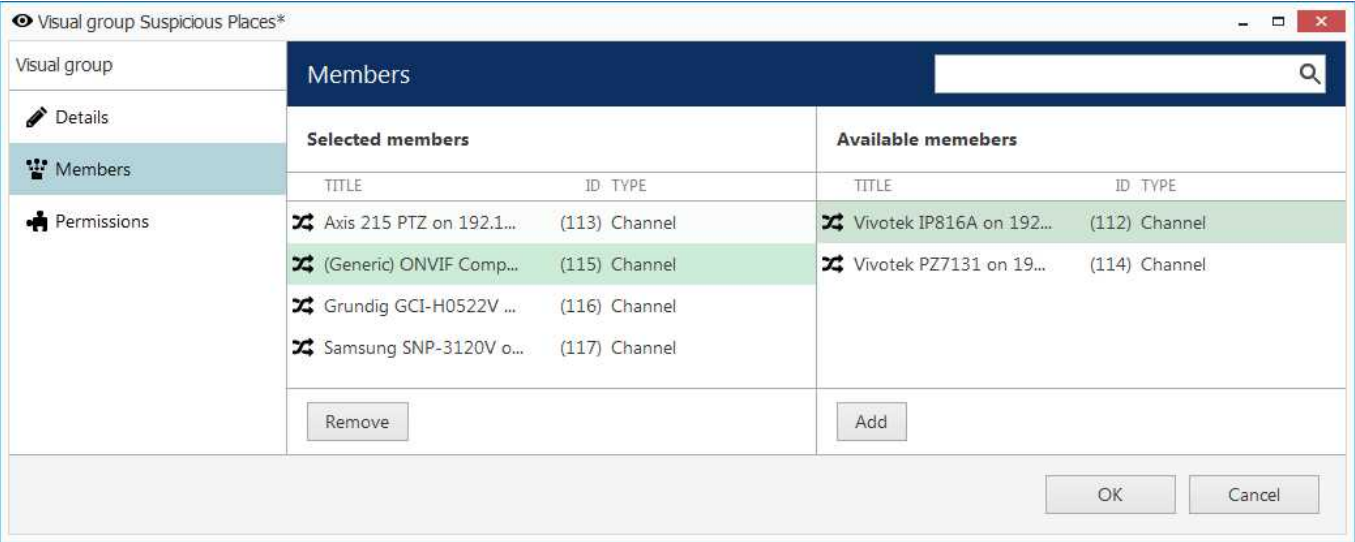 Visual group Suspicious Places*
Visual group
Details
Members
Permissions
Members
Selected members
TITLE ID TYPE
Axis 215 PTZ on 192.1... (113) Channel
(Generic) ONVIF Comp... (115) Channel
Grundig GCI-H0522V ... (116) Channel
Samsung SNP-3120V o... (117) Channel
Remove
Available memebers
TITLE ID TYPE
Vivotek IP816A on 192... (112) Channel
Vivotek PZ7131 on 19... (114) Channel
Add
OK Cancel